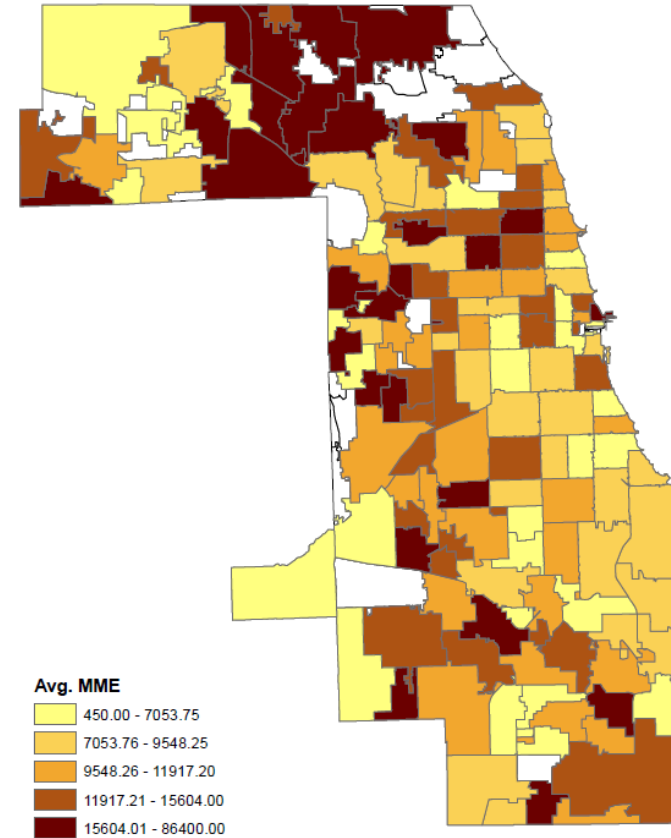 Avg. MME
450.00 - 7053.75
7053.76 - 9548.25
9548.26 - 11917.20
11917.21 - 15604.00
15604.01 - 86400.00